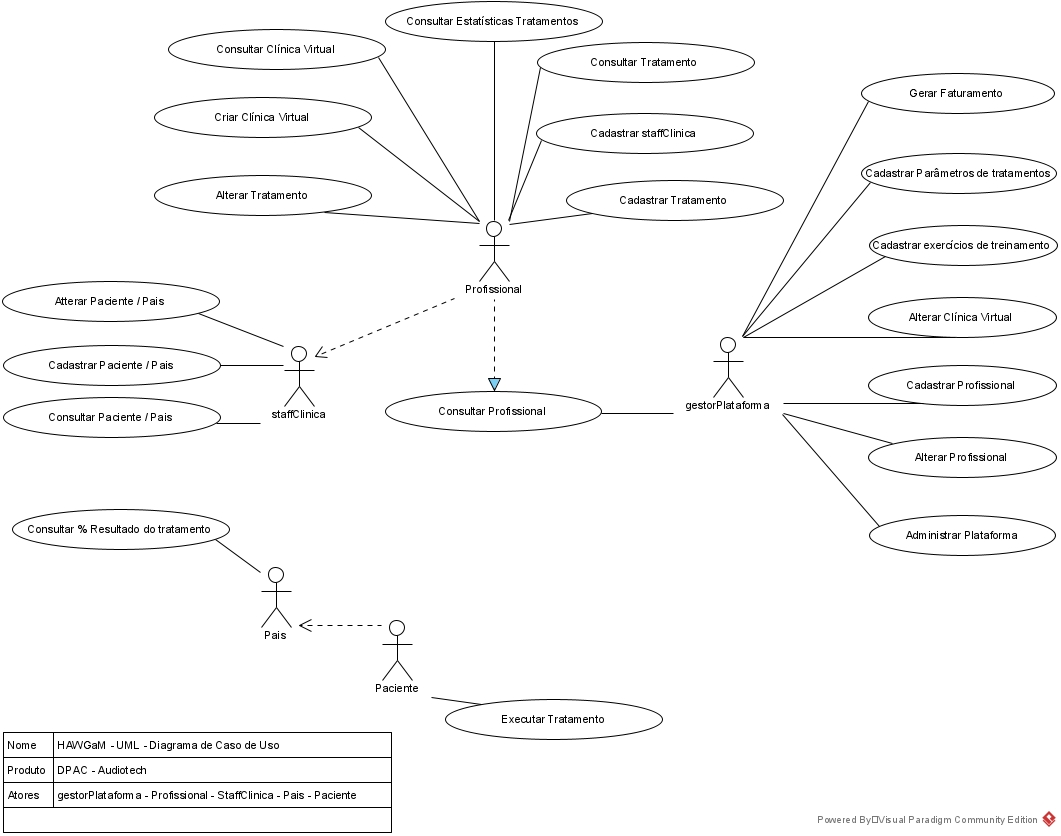 Consultar Estatísticas Tratamentos
Consultar Clínica Virtual
Consultar Tratamento
Gerar Faturamento
Criar Clínica Virtual
Cadastrar staffClinica
Cadastrar Parâmetros de tratamentos
Alterar Tratamento
Cadastrar Tratamento
Cadastrar exercícios de treinamento
Profissional
Atterar Paciente / Pais
Alterar Clínica Virtual
Cadastrar Paciente / Pais
staffClinica
Consultar Paciente / Pais
Consultar Profissional
gestorPlataforma
Cadastrar Profissional
Alterar Profissional
Consultar % Resultado do tratamento
Administrar Plataforma
Pais
Paciente
Executar Tratamento
Nome HAWGaM - UML - Diagrama de Caso de Uso
Produto DPAC - Audiotech
Atores gestorPlataforma - Profissional - StaffClinica - Pais - Paciente
Powered By Visual Paradigm Community Edition